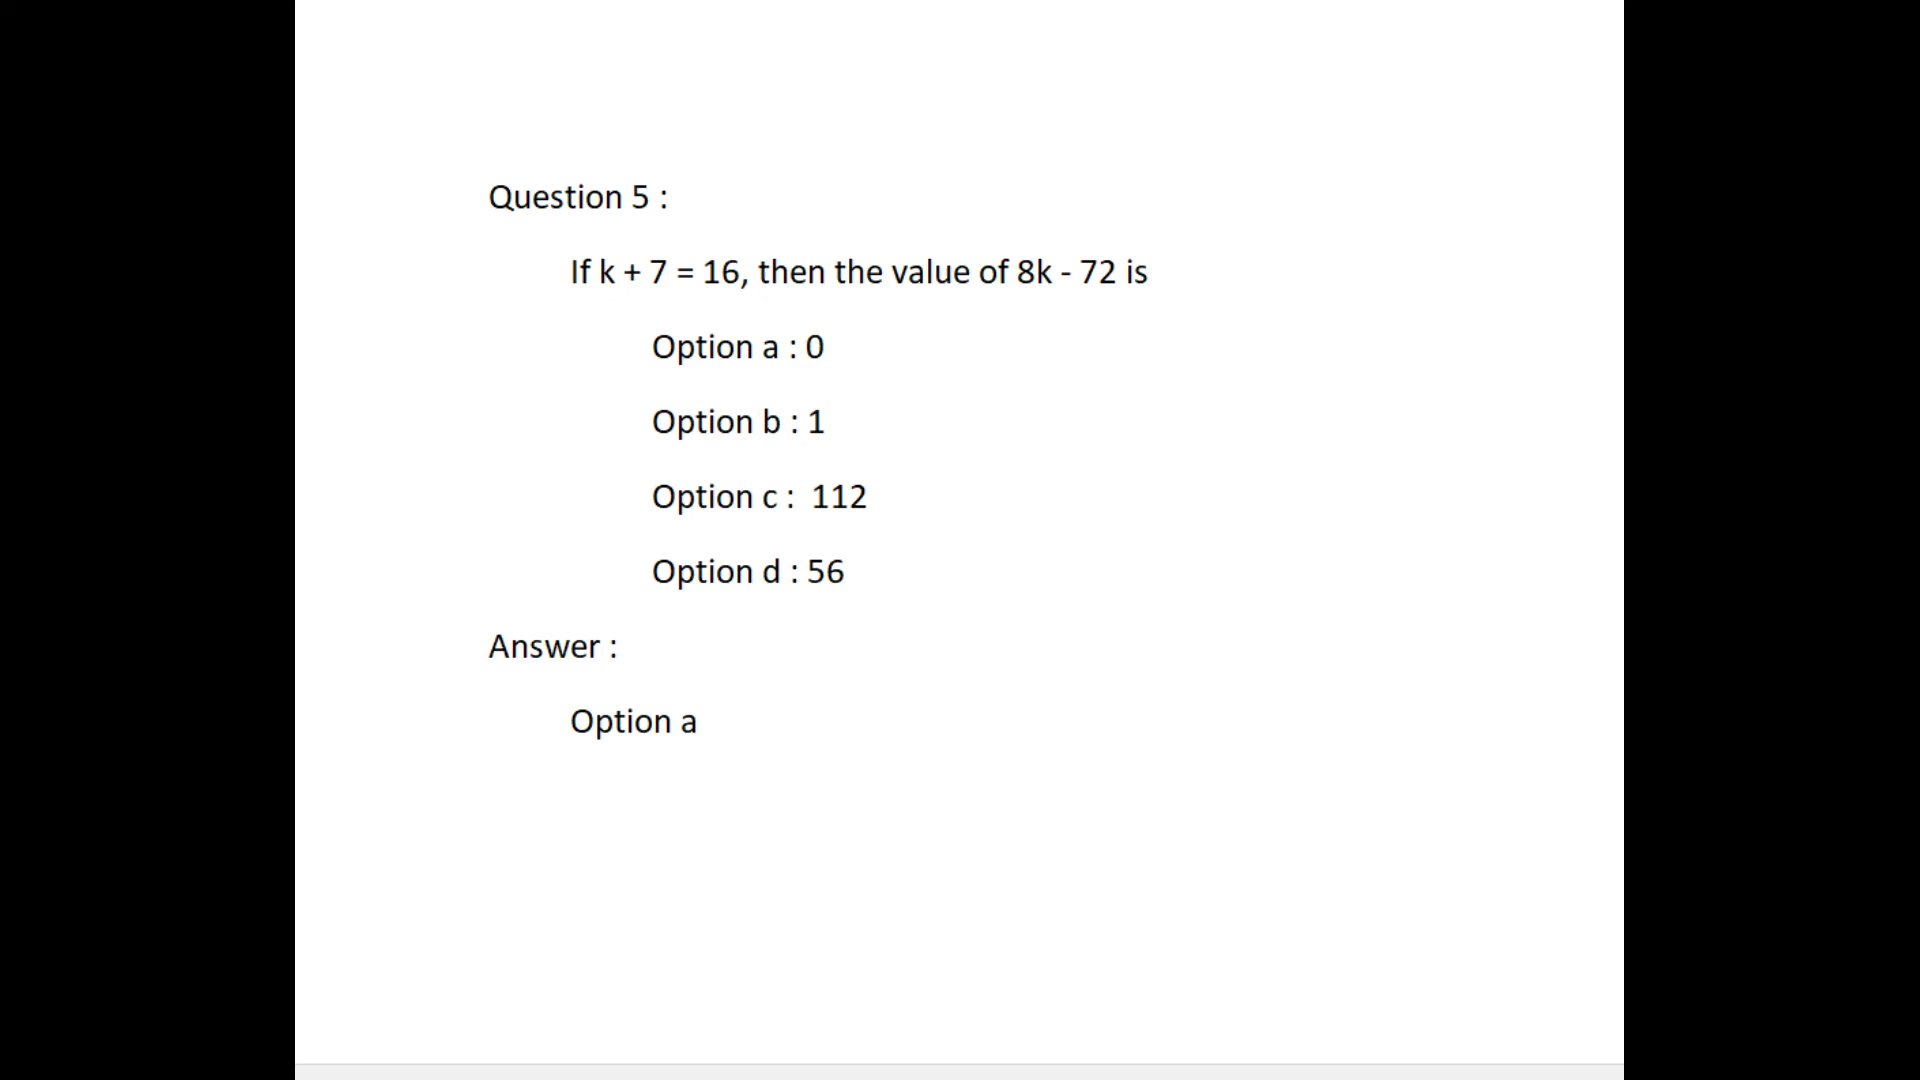 Question 5 :
If k + 7 = 16, then the value of 8k - 72 is
Option a : 0
Option b : 1
Option c :  112
Option d : 56
Answer :
Option a